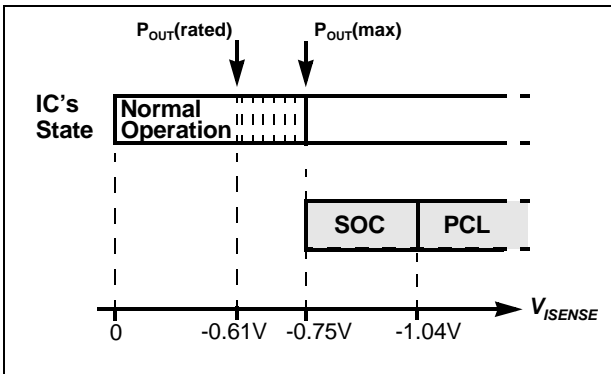 P_OUT(rated) P_OUT(max)
IC's
State
Normal
Operation
SOC PCL
V_ISENSE
0 -0.61V -0.75V -1.04V